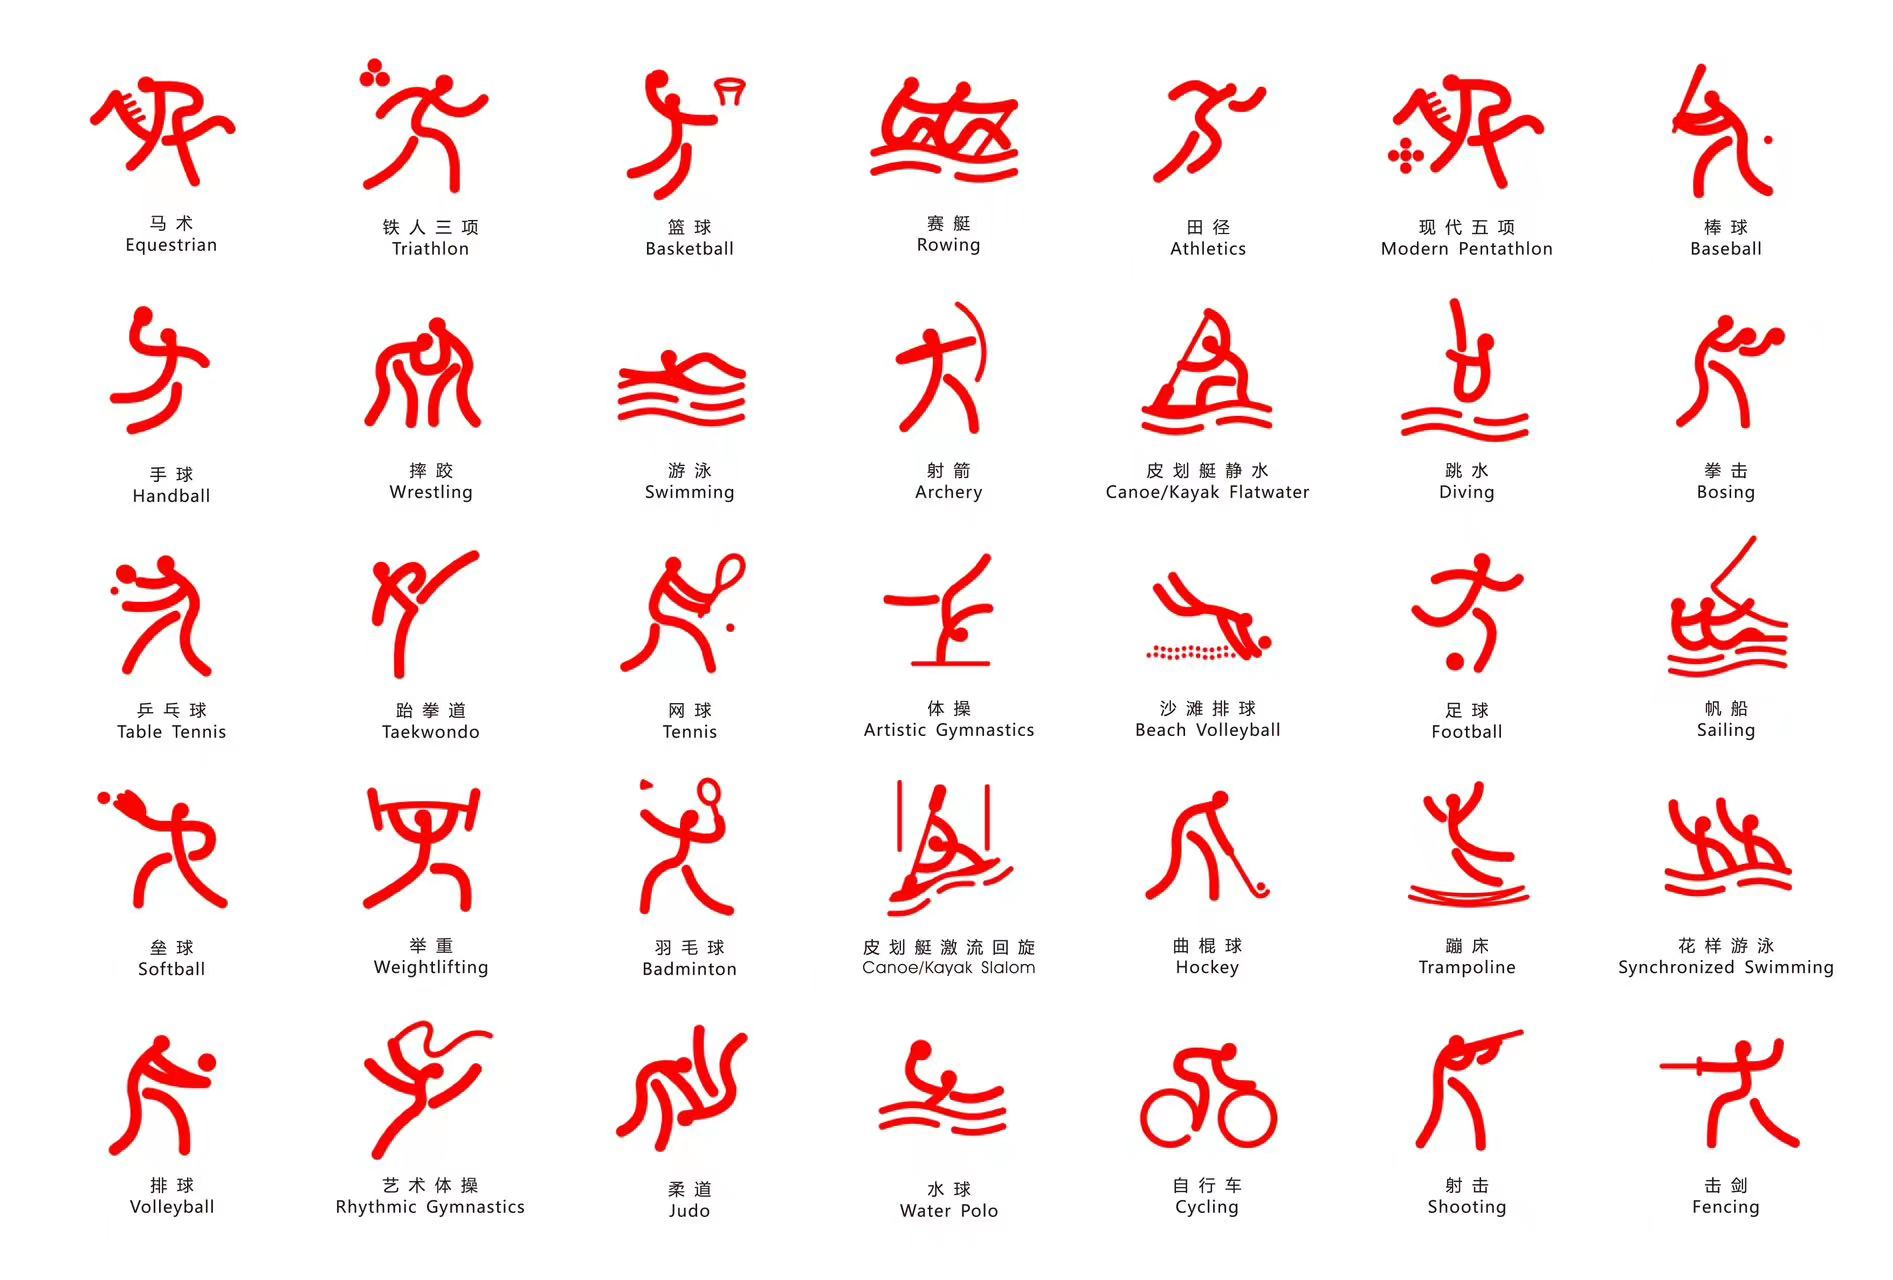 马术
Equestrian
铁人三项
Triathlon
篮球
Basketball
赛艇
Rowing
田径
Athletics
现代五项
Modern Pentathlon
棒球
Baseball
手球
Handball
摔跤
Wrestling
游泳
Swimming
射箭
Archery
皮划艇静水
Canoe/Kayak Flatwater
跳水
Diving
拳击
Bosing
乒乓球
Table Tennis
跆拳道
Taekwondo
网球
Tennis
体操
Artistic Gymnastics
沙滩排球
Beach Volleyball
足球
Football
帆船
Sailing
垒球
Softball
举重
Weightlifting
羽毛球
Badminton
皮划艇激流回旋
Canoe/Kayak Slalom
曲棍球
Hockey
蹦床
Trampoline
花样游泳
Synchronized Swimming
排球
Volleyball
艺术体操
Rhythmic Gymnastics
柔道
Judo
水球
Water Polo
自行车
Cycling
射击
Shooting
击剑
Fencing